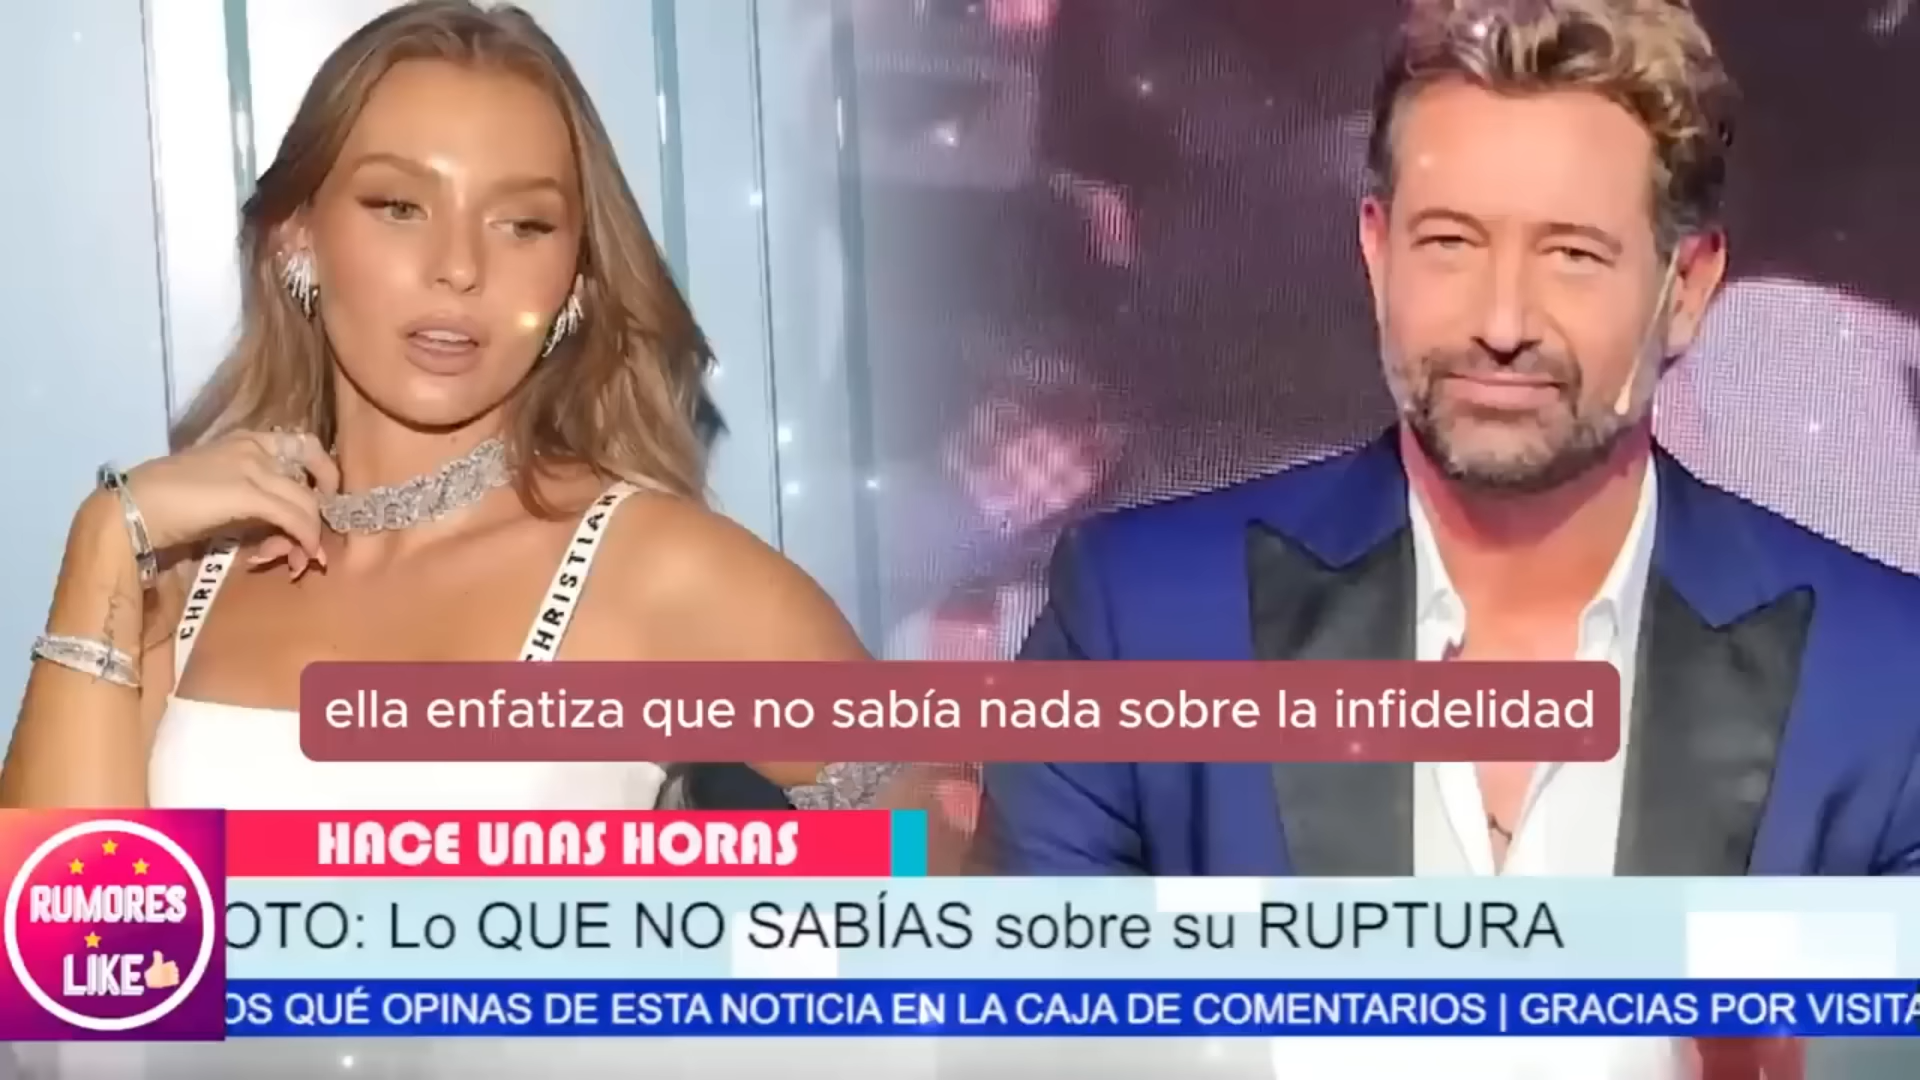 CHRIST
CHRISTIAN
ella enfatiza que no sabía nada sobre la infidelidad
HACE UNAS HORAS
RUMORES
LIKE
OTO: Lo QUE NO SABÍAS sobre su RUPTURA
OS QUÉ OPINAS DE ESTA NOTICIA EN LA CAJA DE COMENTARIOS | GRACIAS POR VISITA